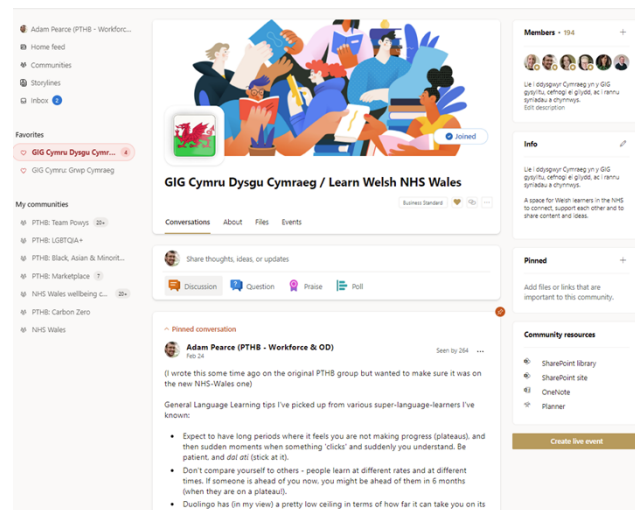 Adam Pearce (PTHB - Workforc...
Home feed
Communities
Storylines
Inbox 2
Favorites
GIG Cymru Dysgu Cymr... 4
GIG Cymru: Grwp Cymraeg
My communities
PTHB: Team Powys 20+
PTHB: LGBTQIA+
PTHB: Black, Asian & Minorit...
PTHB: Marketplace 7
NHS Wales wellbeing c... 20+
PTHB: Carbon Zero
NHS Wales
Joined
GIG Cymru Dysgu Cymraeg / Learn Welsh NHS Wales
Business Standard
Conversations About Files Events
Share thoughts, ideas, or updates
Discussion Question Praise Poll
Pinned conversation
Adam Pearce (PTHB - Workforce & OD)
Feb 24
Seen by 264
(I wrote this some time ago on the original PTHB group but wanted to make sure it was on
the new NHS-Wales one)
General Language Learning tips I've picked up from various super-language-learners I've
known:
• Expect to have long periods where it feels you are not making progress (plateaus), and
then sudden moments when something 'clicks' and suddenly you understand. Be
patient, and dal ati (stick at it).
• Don't compare yourself to others - people learn at different rates and at different
times. If someone is ahead of you now, you might be ahead of them in 6 months
(when they are on a plateau!).
• Duolingo has (in my view) a pretty low ceiling in terms of how far it can take you on its
Members • 194
Lle i ddysgwyr Cymraeg yn y GIG
gysylltu, cefnogi ei gilydd, ac i rannu
syniadau a chynnwys.
Edit description
Info
Lle i ddysgwyr Cymraeg yn y GIG
gysylltu, cefnogi ei gilydd, ac i rannu
syniadau a chynnwys.
A space for Welsh learners in the NHS
to connect, support each other and to
share content and ideas.
Pinned
Add files or links that are
important to this community.
Community resources
SharePoint library
SharePoint site
OneNote
Planner
Create live event